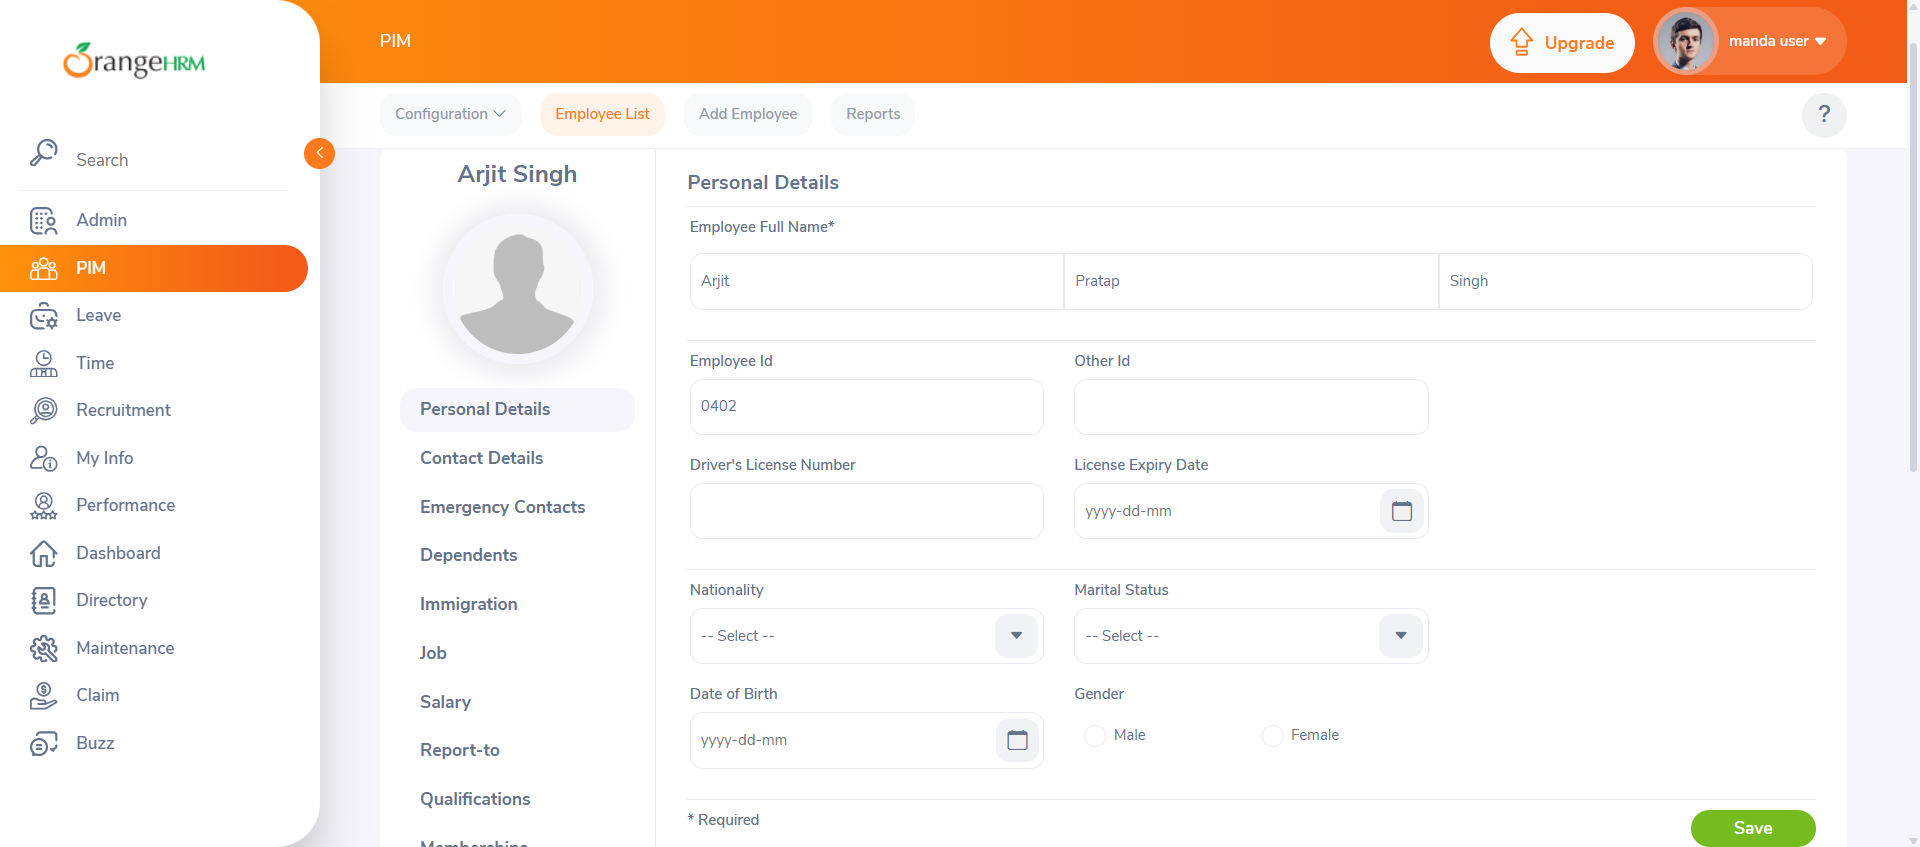 OrangeHRM
PIM
Upgrade
manda user
Configuration
Employee List
Add Employee
Reports
?
Search
Admin
PIM
Leave
Time
Recruitment
My Info
Performance
Dashboard
Directory
Maintenance
Claim
Buzz
Arjit Singh
Personal Details
Contact Details
Emergency Contacts
Dependents
Immigration
Job
Salary
Report-to
Qualifications
Memberships
Personal Details
Employee Full Name*
Arjit
Pratap
Singh
Employee Id
Other Id
0402
Driver's License Number
License Expiry Date
yyyy-dd-mm
Nationality
Marital Status
-- Select --
-- Select --
Date of Birth
Gender
yyyy-dd-mm
Male
Female
* Required
Save